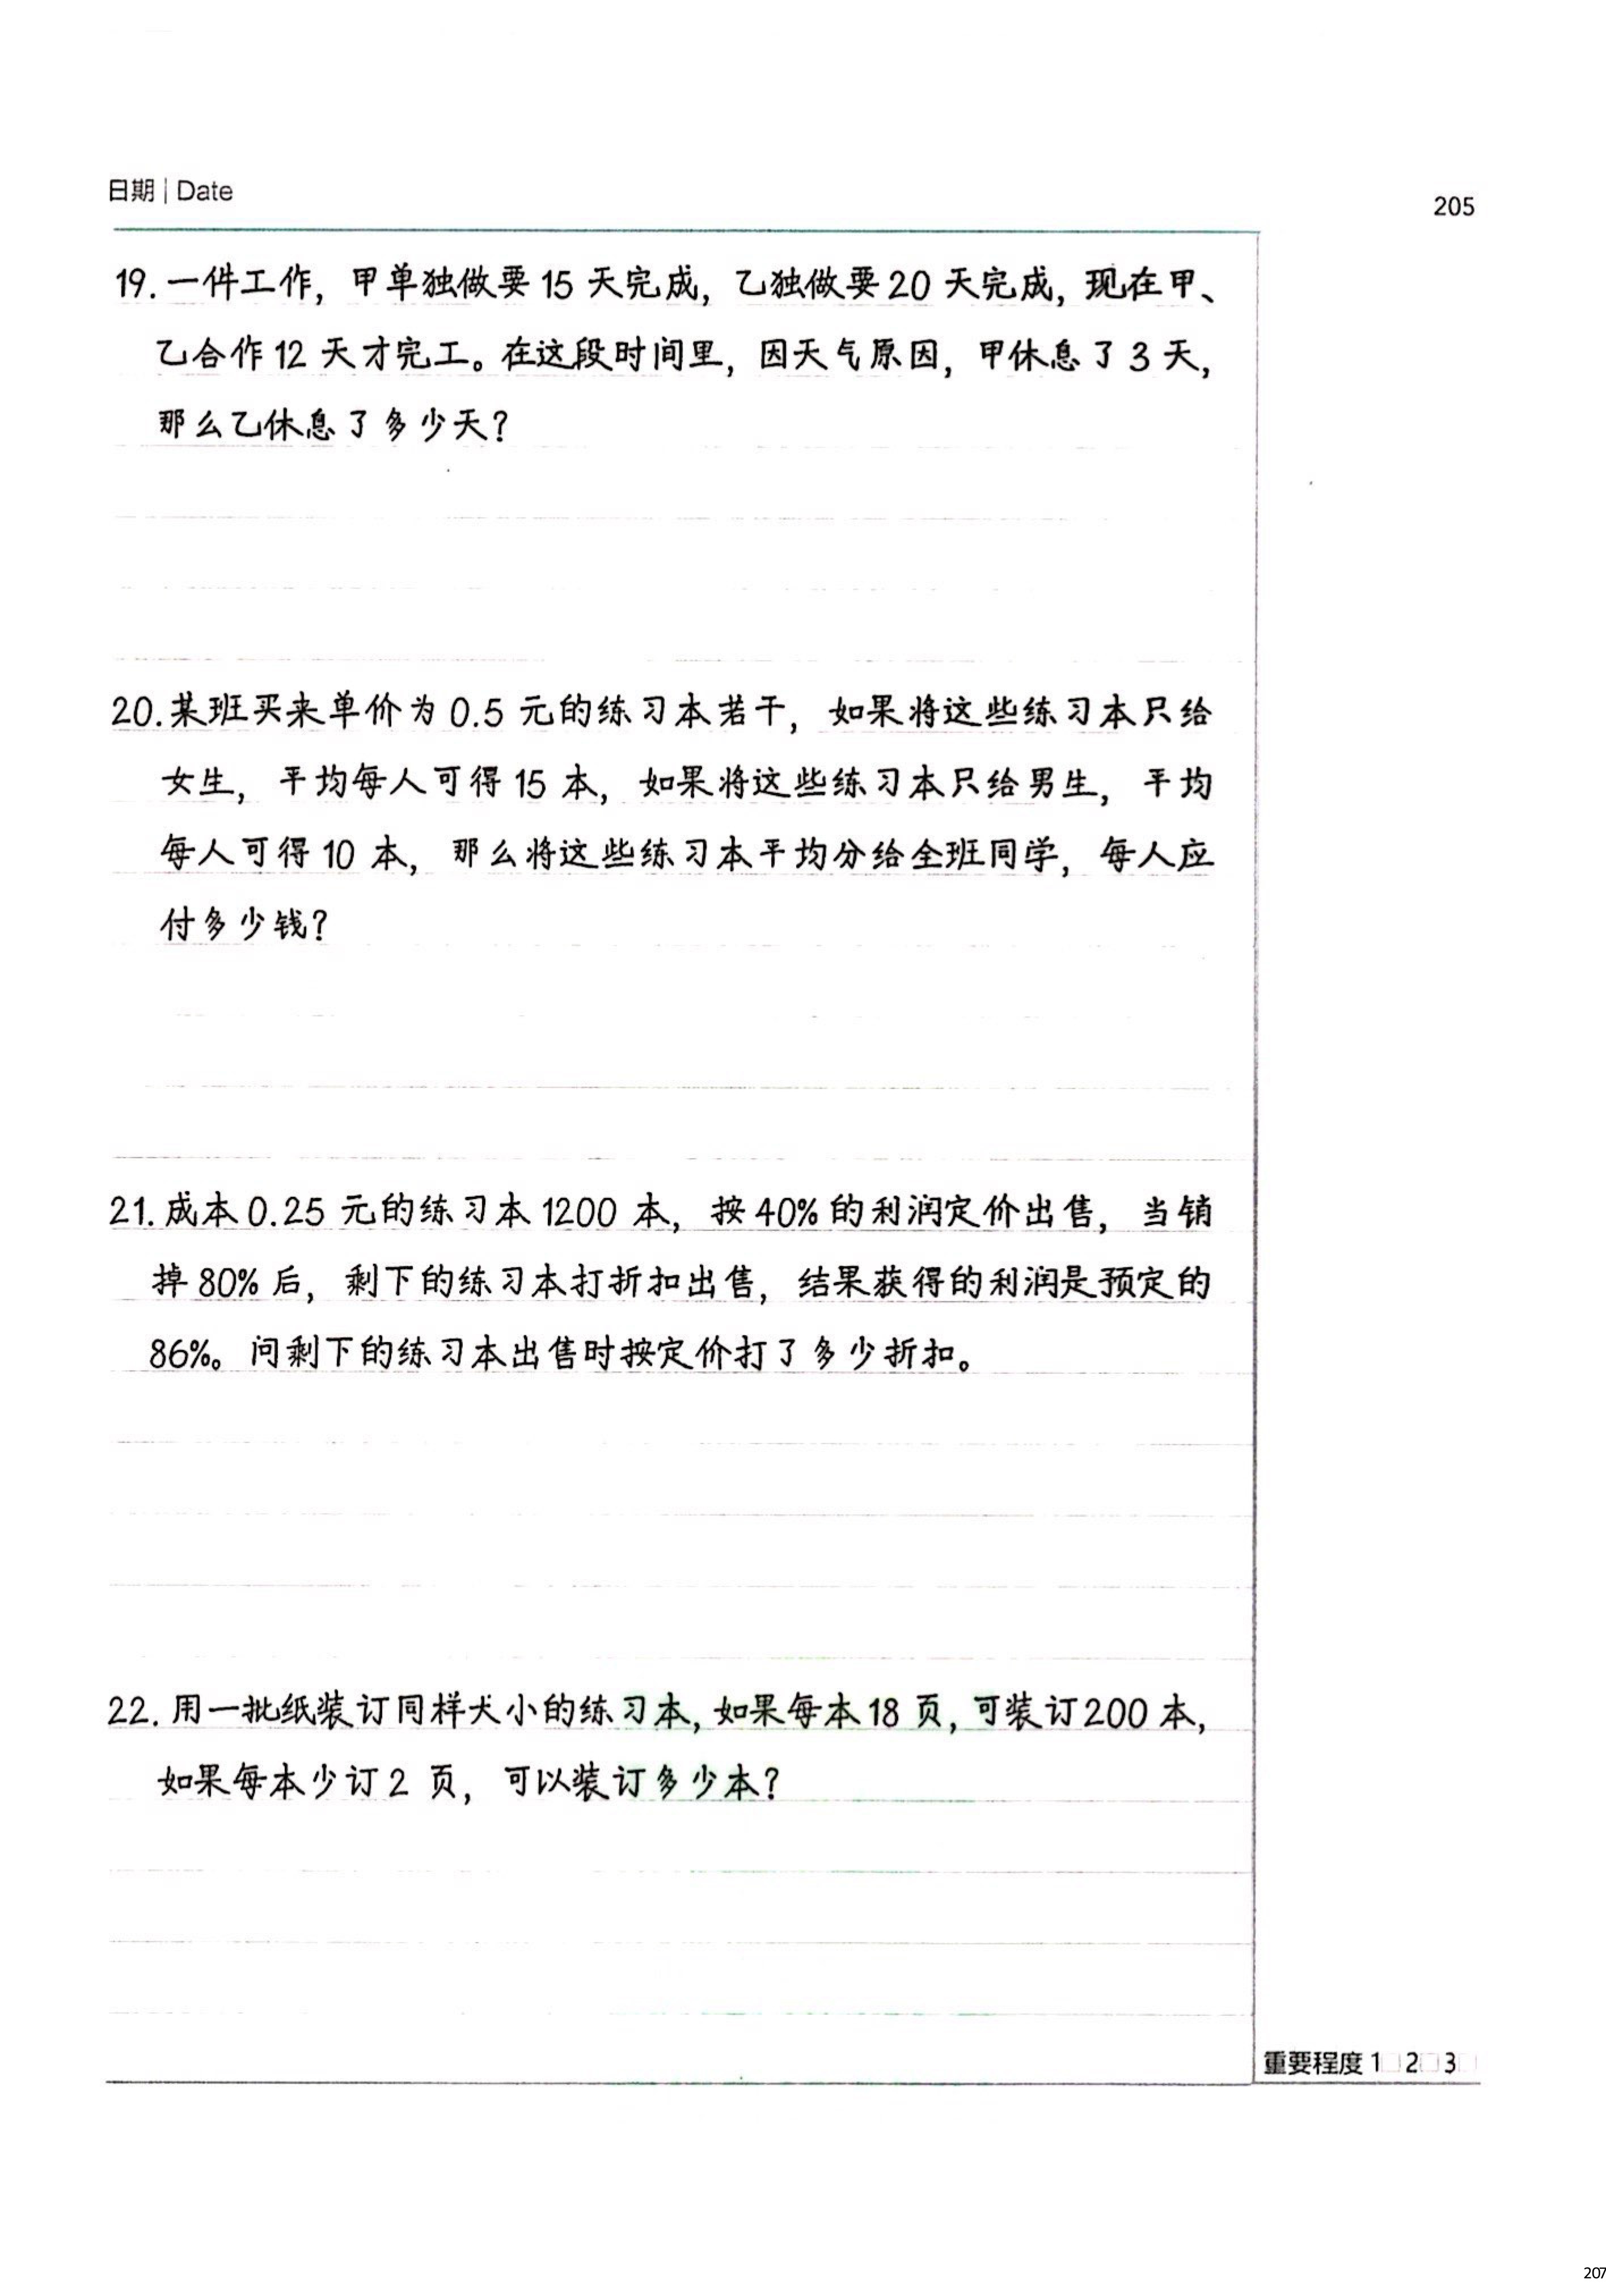 日期 | Date
205
19. 一件工作，甲单独做要 15 天完成，乙独做要 20 天完成，现在甲、
乙合作 12 天才完工。在这段时间里，因天气原因，甲休息了 3 天，
那么乙休息了多少天？
20. 某班买来单价为 0.5 元的练习本若干，如果将这些练习本只给
女生，平均每人可得 15 本，如果将这些练习本只给男生，平均
每人可得 10 本，那么将这些练习本平均分给全班同学，每人应
付多少钱？
21. 成本 0.25 元的练习本 1200 本，按 40% 的利润定价出售，当销
掉 80% 后，剩下的练习本打折扣出售，结果获得的利润是预定的
86%。问剩下的练习本出售时按定价打了多少折扣。
22. 用一批纸装订同样大小的练习本，如果每本 18 页，可装订 200 本，
如果每本少订 2 页，可以装订多少本？
重要程度 1 □ 2 □ 3 □
207